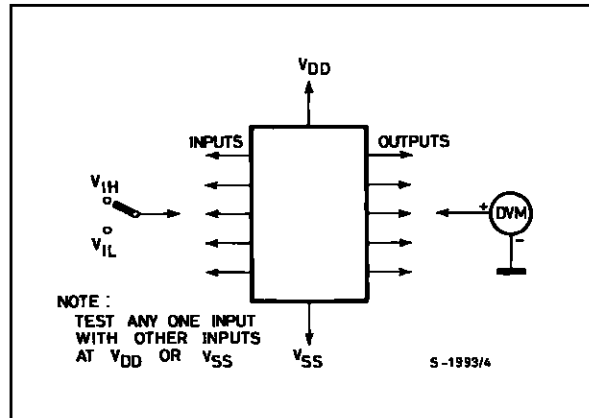 VDD
INPUTS
OUTPUTS
VIH
VIL
+
DVM
-
NOTE :
TEST ANY ONE INPUT
WITH OTHER INPUTS
AT VDD OR VSS
VSS
S-1993/4